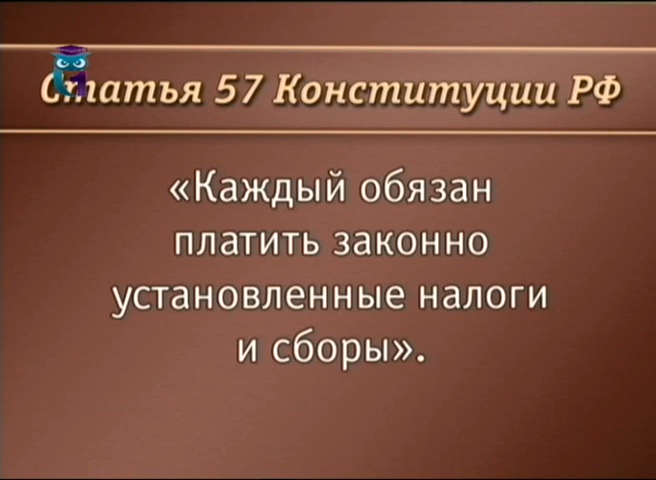 Статья 57 Конституции РФ
«Каждый обязан
платить законно
установленные налоги
и сборы».